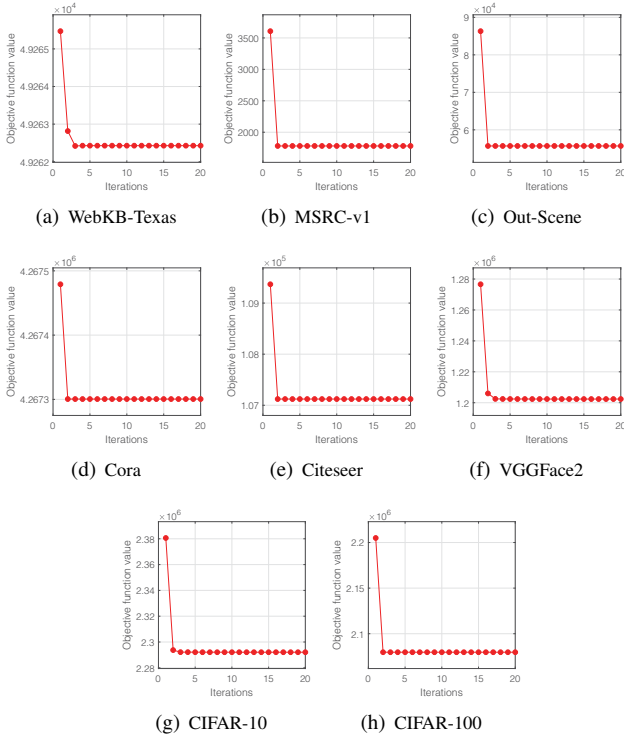 ×10⁴
4.9265
4.9264
4.9263
4.9262
Objective function value
0 5 10 15 20
Iterations
(a) WebKB-Texas
3500
3000
2500
2000
Objective function value
0 5 10 15 20
Iterations
(b) MSRC-v1
×10⁴
9
8
7
6
5
Objective function value
0 5 10 15 20
Iterations
(c) Out-Scene
×10⁶
4.2675
4.2674
4.2673
Objective function value
0 5 10 15 20
Iterations
(d) Cora
×10⁵
1.09
1.08
1.07
Objective function value
0 5 10 15 20
Iterations
(e) Citeseer
×10⁶
1.28
1.26
1.24
1.22
1.2
Objective function value
0 5 10 15 20
Iterations
(f) VGGFace2
×10⁶
2.38
2.36
2.34
2.32
2.3
2.28
Objective function value
0 5 10 15 20
Iterations
(g) CIFAR-10
×10⁶
2.2
2.15
2.1
Objective function value
0 5 10 15 20
Iterations
(h) CIFAR-100